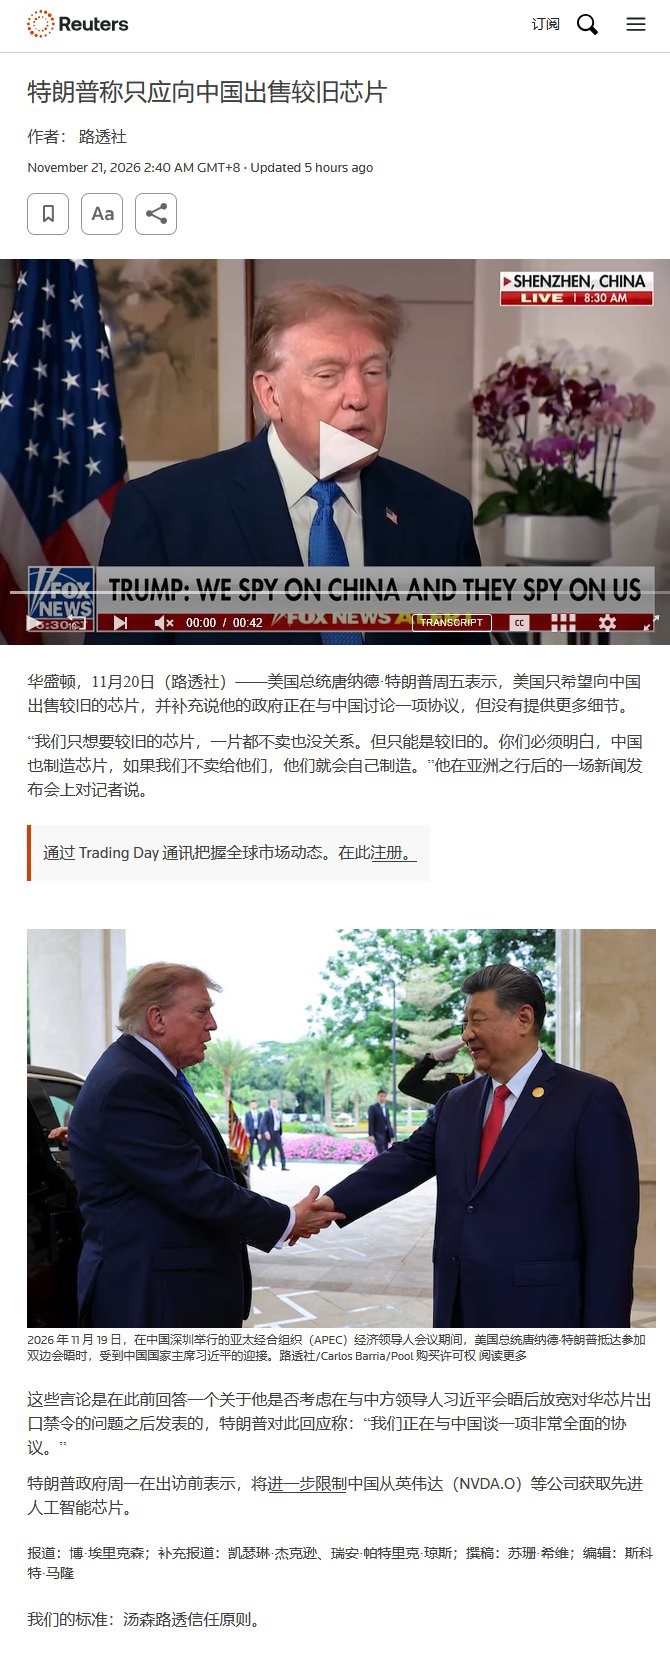 Reuters
订阅
特朗普称只应向中国出售较旧芯片
作者： 路透社
November 21, 2026 2:40 AM GMT+8 · Updated 5 hours ago
Aa
SHENZHEN, CHINA
LIVE | 8:30 AM
FOX NEWS
TRUMP: WE SPY ON CHINA AND THEY SPY ON US
00:00 / 00:42
FOX NEWS ALERT
TRANSCRIPT
CC
华盛顿，11月20日（路透社）——美国总统唐纳德·特朗普周五表示，美国只希望向中国
出售较旧的芯片，并补充说他的政府正在与中国讨论一项协议，但没有提供更多细节。
“我们只想要较旧的芯片，一片都不卖也没关系。但只能是较旧的。你们必须明白，中国
也制造芯片，如果我们不卖给他们，他们就会自己制造。”他在亚洲之行后的一场新闻发
布会上对记者说。
通过 Trading Day 通讯把握全球市场动态。在此注册。
2026 年 11 月 19 日，在中国深圳举行的亚太经合组织（APEC）经济领导人会议期间，美国总统唐纳德·特朗普抵达参加
双边会晤时，受到中国国家主席习近平的迎接。路透社/Carlos Barria/Pool 购买许可权 阅读更多
这些言论是在此前回答一个关于他是否考虑在与中方领导人习近平会晤后放宽对华芯片出
口禁令的问题之后发表的，特朗普对此回应称：“我们正在与中国谈一项非常全面的协
议。”
特朗普政府周一在出访前表示，将进一步限制中国从英伟达（NVDA.O）等公司获取先进
人工智能芯片。
报道：博·埃里克森；补充报道：凯瑟琳·杰克逊、瑞安·帕特里克·琼斯；撰稿：苏珊·希维；编辑：斯科
特·马隆
我们的标准：汤森路透信任原则。